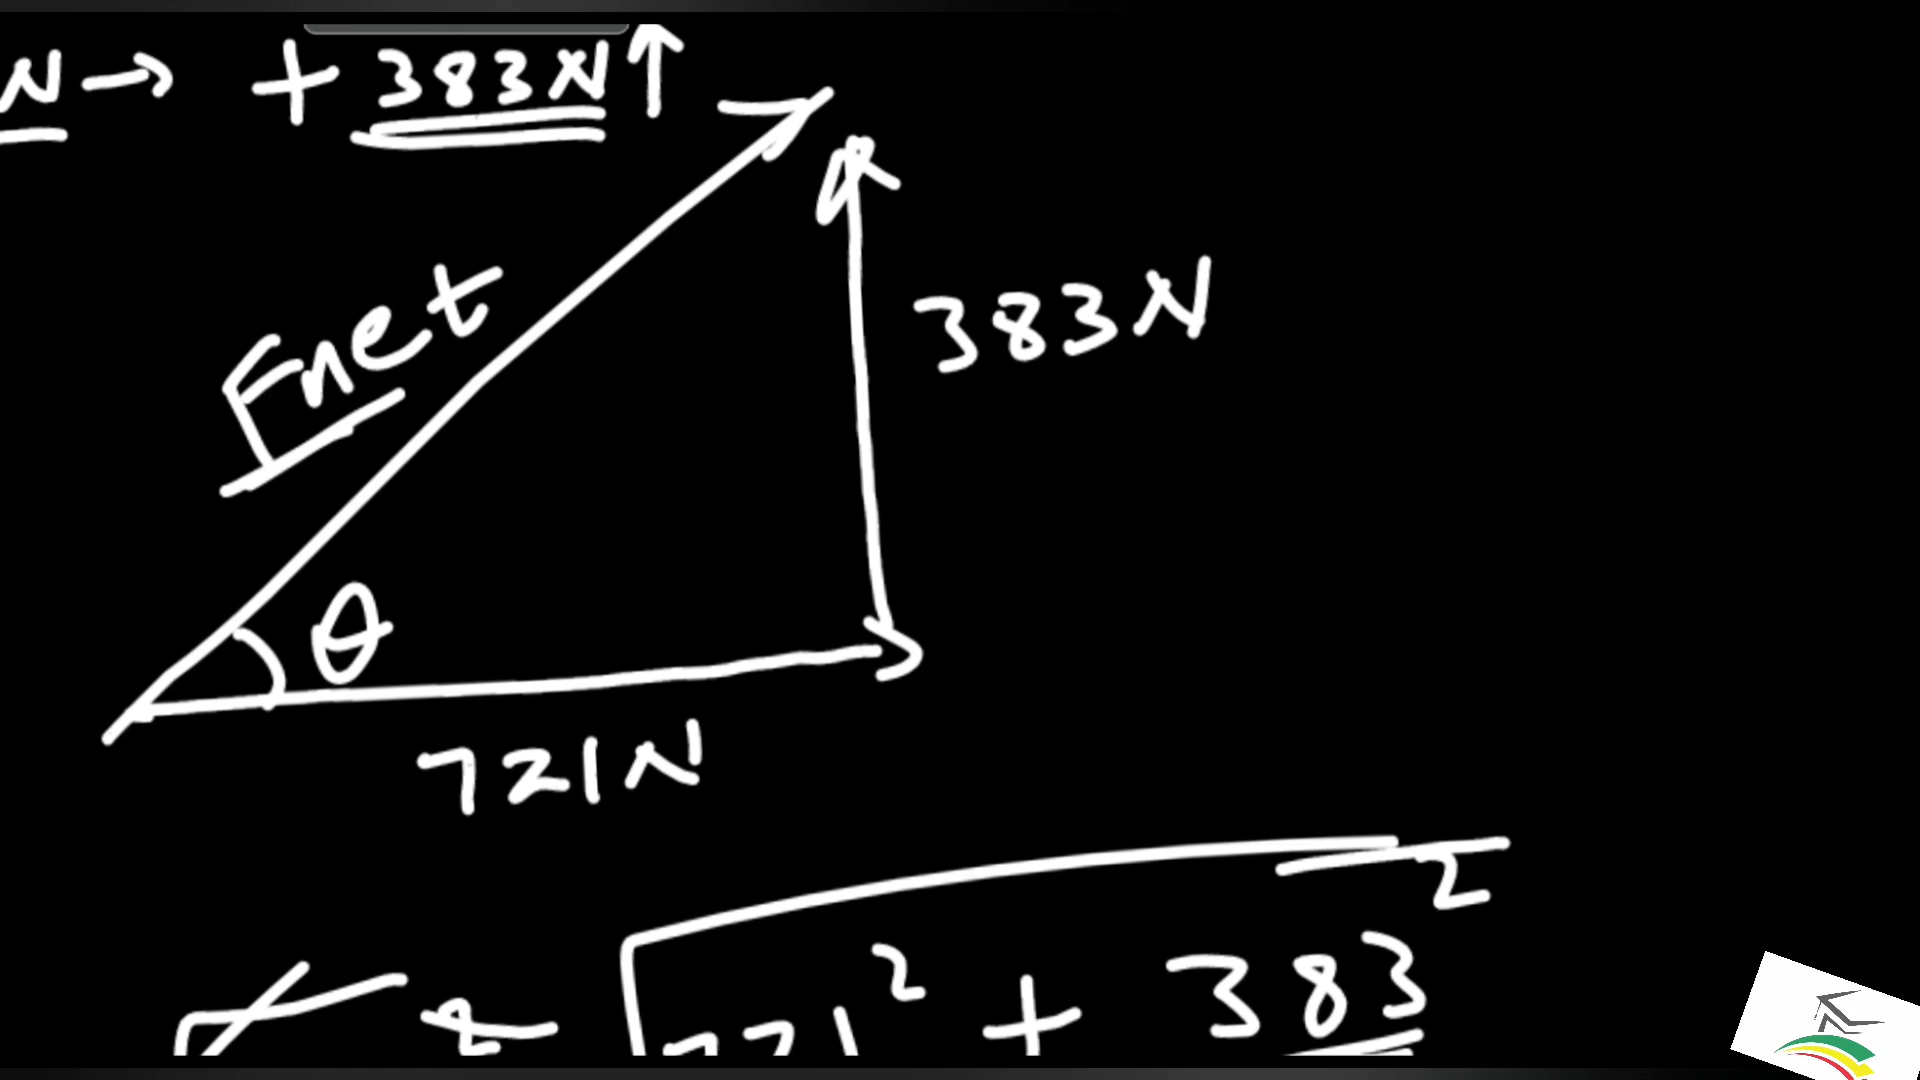 N → + 383N ↑
Fnet
383N
θ
721N
721² + 383²